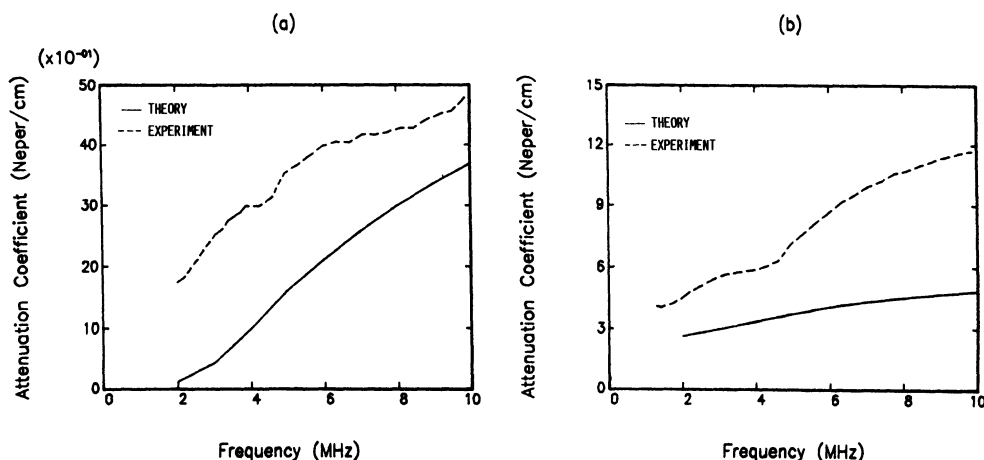 (a)
(×10⁻⁰¹)
Attenuation Coefficient (Neper/cm)
50
40
30
20
10
0
THEORY
EXPERIMENT
0 2 4 6 8 10
Frequency (MHz)
(b)
Attenuation Coefficient (Neper/cm)
15
12
9
6
3
0
THEORY
EXPERIMENT
0 2 4 6 8 10
Frequency (MHz)